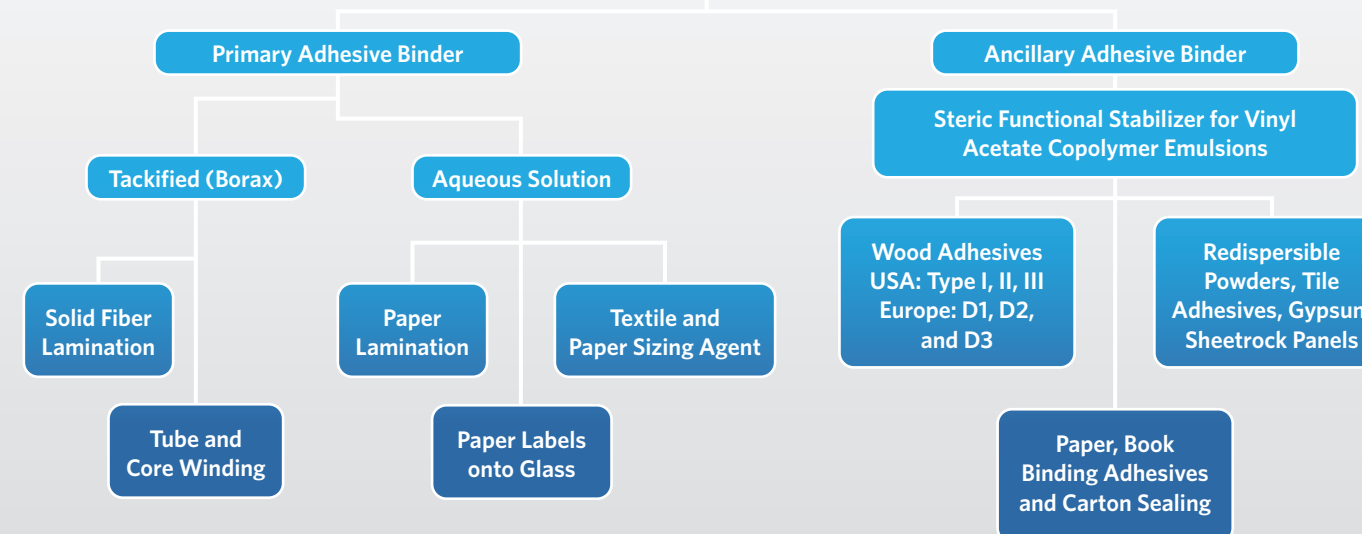 Primary Adhesive Binder
Ancillary Adhesive Binder
Steric Functional Stabilizer for Vinyl
Acetate Copolymer Emulsions
Tackified (Borax)
Aqueous Solution
Wood Adhesives
USA: Type I, II, III
Europe: D1, D2,
and D3
Redispersible
Powders, Tile
Adhesives, Gypsum
Sheetrock Panels
Solid Fiber
Lamination
Paper
Lamination
Textile and
Paper Sizing Agent
Tube and
Core Winding
Paper Labels
onto Glass
Paper, Book
Binding Adhesives
and Carton Sealing